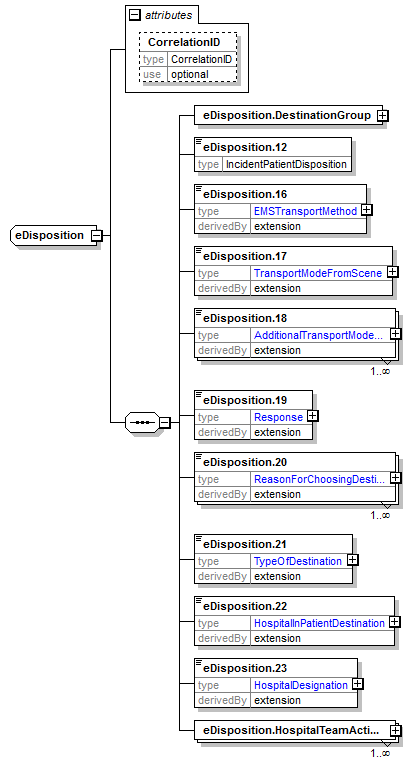 attributes
CorrelationID
type CorrelationID
use optional
eDisposition
eDisposition.DestinationGroup
eDisposition.12
type IncidentPatientDisposition
eDisposition.16
type EMSTransportMethod
derivedBy extension
eDisposition.17
type TransportModeFromScene
derivedBy extension
eDisposition.18
type AdditionalTransportMode...
derivedBy extension
1..∞
eDisposition.19
type Response
derivedBy extension
eDisposition.20
type ReasonForChoosingDesti...
derivedBy extension
1..∞
eDisposition.21
type TypeOfDestination
derivedBy extension
eDisposition.22
type HospitalInPatientDestination
derivedBy extension
eDisposition.23
type HospitalDesignation
derivedBy extension
eDisposition.HospitalTeamActi...
1..∞